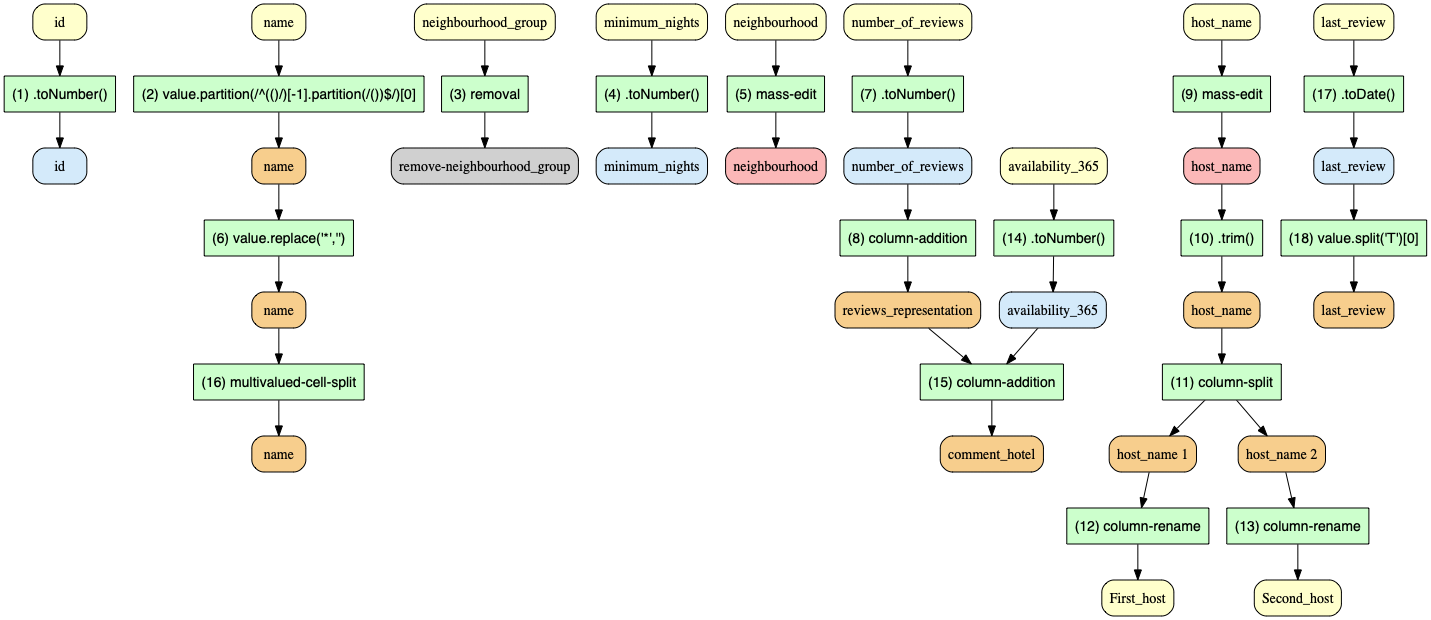 id
name
neighbourhood_group
minimum_nights
neighbourhood
number_of_reviews
host_name
last_review
(1) .toNumber()
(2) value.partition(/^(()/)[-1].partition(/())$/)[0]
(3) removal
(4) .toNumber()
(5) mass-edit
(7) .toNumber()
(9) mass-edit
(17) .toDate()
id
name
remove-neighbourhood_group
minimum_nights
neighbourhood
number_of_reviews
availability_365
host_name
last_review
(6) value.replace('*','')
(8) column-addition
(14) .toNumber()
(10) .trim()
(18) value.split('T')[0]
name
reviews_representation
availability_365
host_name
last_review
(16) multivalued-cell-split
(15) column-addition
(11) column-split
name
comment_hotel
host_name 1
host_name 2
(12) column-rename
(13) column-rename
First_host
Second_host